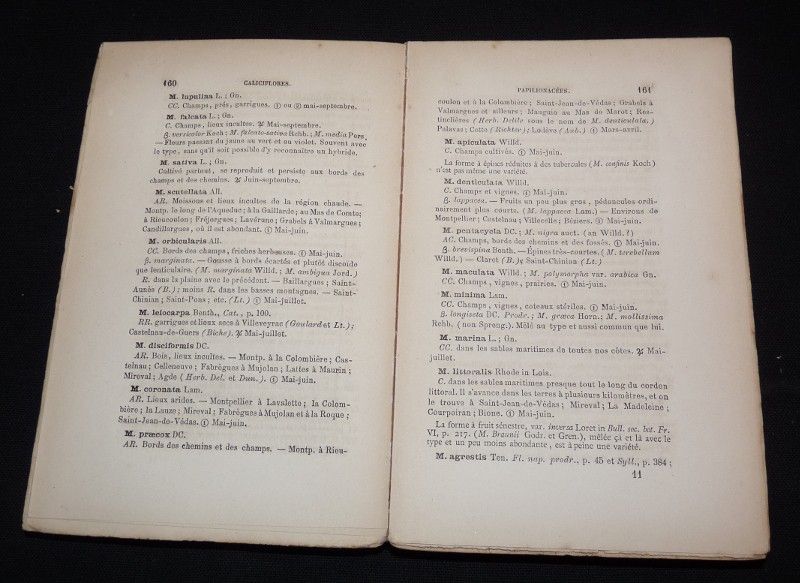 160 CALICIFLORES.
M. lupulina L. ; Gn.
CC. Champs, prés, garrigues. ① ou ② mai-septembre.
M. falcata L. ; Gn.
C. Champs, lieux incultes. ♃ Mai-septembre.
β. versicolor Koch ; M. falcato-sativa Rchb. ; M. media Pers.
— Fleurs passant du jaune au vert ou au violet. Souvent avec
le type, sans qu'il soit possible d'y reconnaître un hybride.
M. sativa L. ; Gn.
Cultivé partout, se reproduit et persiste aux bords des
champs et des chemins. ♃ Juin-septembre.
M. scutellata All.
AR. Moissons et lieux incultes de la région chaude. —
Montp. le long de l'Aqueduc ; à la Gaillarde ; au Mas de Comte ;
à Rieucoulon ; Fréjorgues ; Lavérune ; Grabels à Valmargues ;
Candillargues, où il est abondant. ① Mai-juin.
M. orbicularis All.
CC. Bords des champs, friches herbeuses. ① Mai-juin.
β. marginata. — Gousse à bords écartés et plutôt discoïde
que lenticulaire. (M. marginata Willd. ; M. ambigua Jord.)
R. dans la plaine avec le précédent. — Baillargues ; Saint-
Aunès (B.) ; moins R. dans les basses montagnes. — Saint-
Chinian ; Saint-Pons ; etc. (Lt.) ① Mai-juillet.
M. leiocarpa Benth., Cat., p. 100.
RR. garrigues et lieux secs à Villeveyrac (Goulard et Lt.) ;
Castelnau-de-Guers (Biche). ♃ Mai-juillet.
M. disciformis DC.
AR. Bois, lieux incultes. — Montp. à la Colombière ; Cas-
telnau ; Celleneuve ; Fabrègues à Mujolan ; Lattes à Maurin ;
Mireval ; Agde (Herb. Del. et Dun.). ① Mai-juin.
M. coronata Lam.
AR. Lieux arides. — Montpellier à Lavalette ; la Colom-
bière ; la Lauze ; Mireval ; Fabrègues à Mujolan et à la Roque ;
Saint-Jean-de-Védas. ① Mai-juin.
M. præcox DC.
AR. Bords des chemins et des champs. — Montp. à Rieu-
PAPILIONACÉES. 161
coulon et à la Colombière ; Saint-Jean-de-Védas ; Grabels à
Valmargues et ailleurs ; Mauguio au Mas de Marot ; Res-
tinclières (Herb. Delile sous le nom de M. denticulata.)
Palavas ; Cette (Richter) ; Lodève (Aub.) ① Mars-avril.
M. apiculata Willd.
C. Champs cultivés. ① Mai-juin.
La forme à épines réduites à des tubercules (M. confinis Koch)
n'est pas même une variété.
M. denticulata Willd.
C. Champs et vignes. ① Mai-juin.
β. lappacea. — Fruits un peu plus gros, pédoncules ordi-
nairement plus courts. (M. lappacea Lam.) — Environs de
Montpellier ; Castelnau ; Villecelle ; Béziers. ① Mai-juin.
M. pentacycla DC. ; M. nigra auct. (an Willd. ?)
AC. Champs, bords des chemins et des fossés. ① Mai-juin.
β. brevispina Benth. — Épines très-courtes. (M. terebellum
Willd.) — Claret (B.) ; Saint-Chinian (Lt.)
M. maculata Willd. ; M. polymorpha var. arabica Gn.
CC. Champs, vignes, prairies. ① Mai-juin.
M. minima Lam.
CC. Champs, vignes, coteaux stériles. ① Mai-juin.
β. longiseta DC. Prodr. ; M. græca Horn. ; M. mollissima
Rchb. (non Spreng.). Mêlé au type et aussi commun que lui.
M. marina L. ; Gn.
CC. dans les sables maritimes de toutes nos côtes. ♃ Mai-
juillet.
M. littoralis Rhode in Lois.
C. dans les sables maritimes presque tout le long du cordon
littoral. Il s'avance dans les terres à plusieurs kilomètres, et on
le trouve à Saint-Jean-de-Védas ; Mireval ; La Madeleine ;
Courpoiran ; Bione. ① Mai-juin.
La forme à fruit sénestre, var. inversa Loret in Bull. soc. bot. Fr.
VI, p. 217. (M. Braunii Godr. et Gren.), mêlée çà et là avec le
type et un peu moins abondante, est à peine une variété.
M. agrestis Ten. Fl. nap. prodr., p. 45 et Syll., p. 384 ;
11